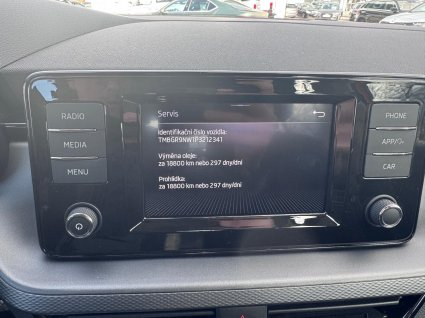 Servis
RADIO
MEDIA
MENU
Identifikační číslo vozidla:
TMBGR9NW1P3212341
Výměna oleje:
za 18800 km nebo 297 dny/dní
Prohlídka:
za 18800 km nebo 297 dny/dní
PHONE
APP/
CAR